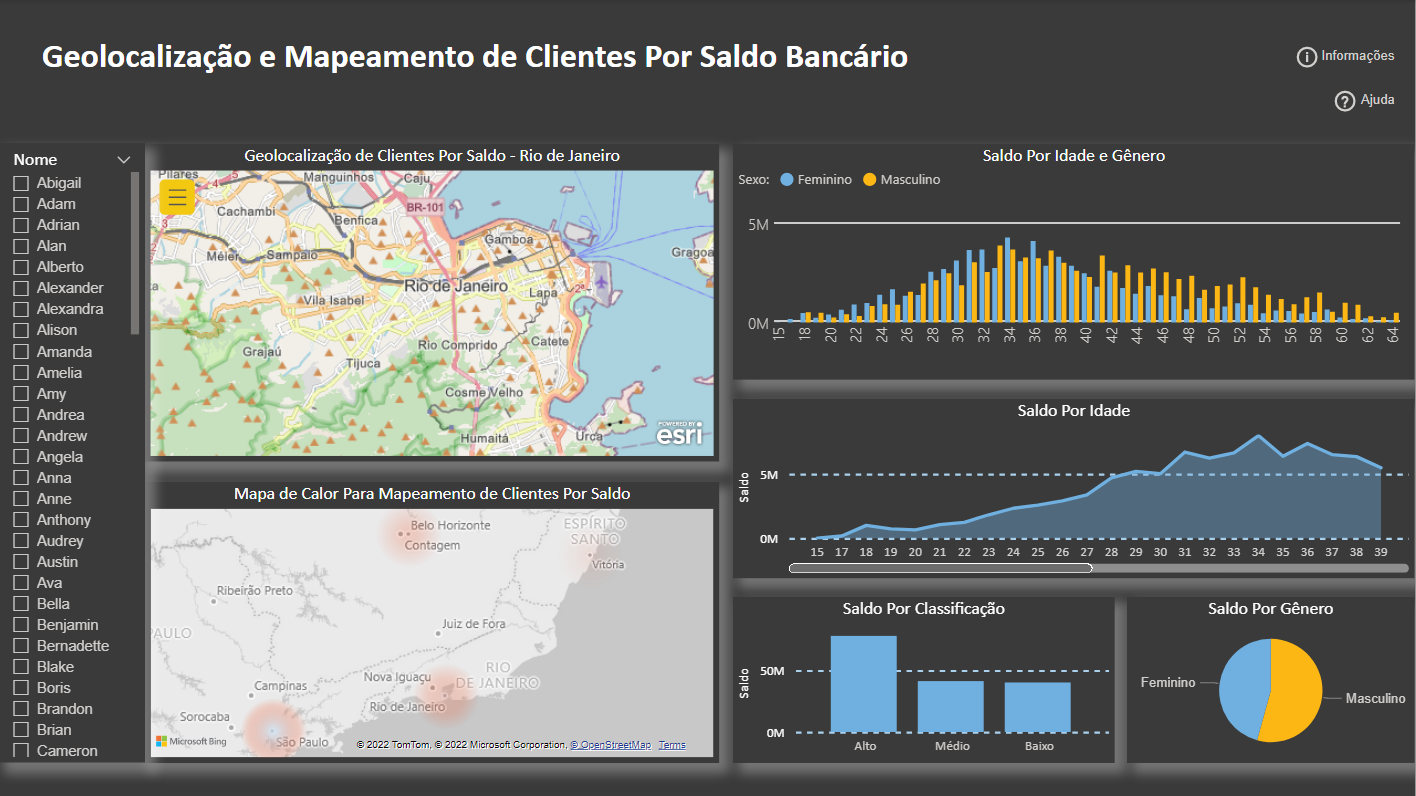 Geolocalização e Mapeamento de Clientes Por Saldo Bancário
Informações
Ajuda
Nome
Abigail
Adam
Adrian
Alan
Alberto
Alexander
Alexandra
Alison
Amanda
Amelia
Amy
Andrea
Andrew
Angela
Anna
Anne
Anthony
Audrey
Austin
Ava
Bella
Benjamin
Bernadette
Blake
Boris
Brandon
Brian
Cameron
Geolocalização de Clientes Por Saldo - Rio de Janeiro
Pilares
Manguinhos
Caju
BR-101
Cachambi
Benfica
Gamboa
Méier
Sampaio
Gragoa
Rio de Janeiro
Vila Isabel
Lapa
Rio Comprido
Catete
Grajaú
Tijuca
Cosme Velho
Humaitá
Urca
POWERED BY
esri
Mapa de Calor Para Mapeamento de Clientes Por Saldo
Belo Horizonte
Contagem
ESPÍRITO
SANTO
Vitória
Ribeirão Preto
PAULO
Juiz de Fora
RIO
DE JANEIRO
Nova Iguaçu
Campinas
Rio de Janeiro
Sorocaba
São Paulo
Microsoft Bing
© 2022 TomTom, © 2022 Microsoft Corporation, © OpenStreetMap Terms
Saldo Por Idade e Gênero
Sexo: Feminino Masculino
5M
0M
15 18 20 22 24 26 28 30 32 34 36 38 40 42 44 46 48 50 52 54 56 58 60 62 64
Saldo Por Idade
Saldo
5M
0M
15 17 18 19 20 21 22 23 24 25 26 27 28 29 30 31 32 33 34 35 36 37 38 39
Saldo Por Classificação
Saldo
50M
0M
Alto Médio Baixo
Saldo Por Gênero
Feminino
Masculino